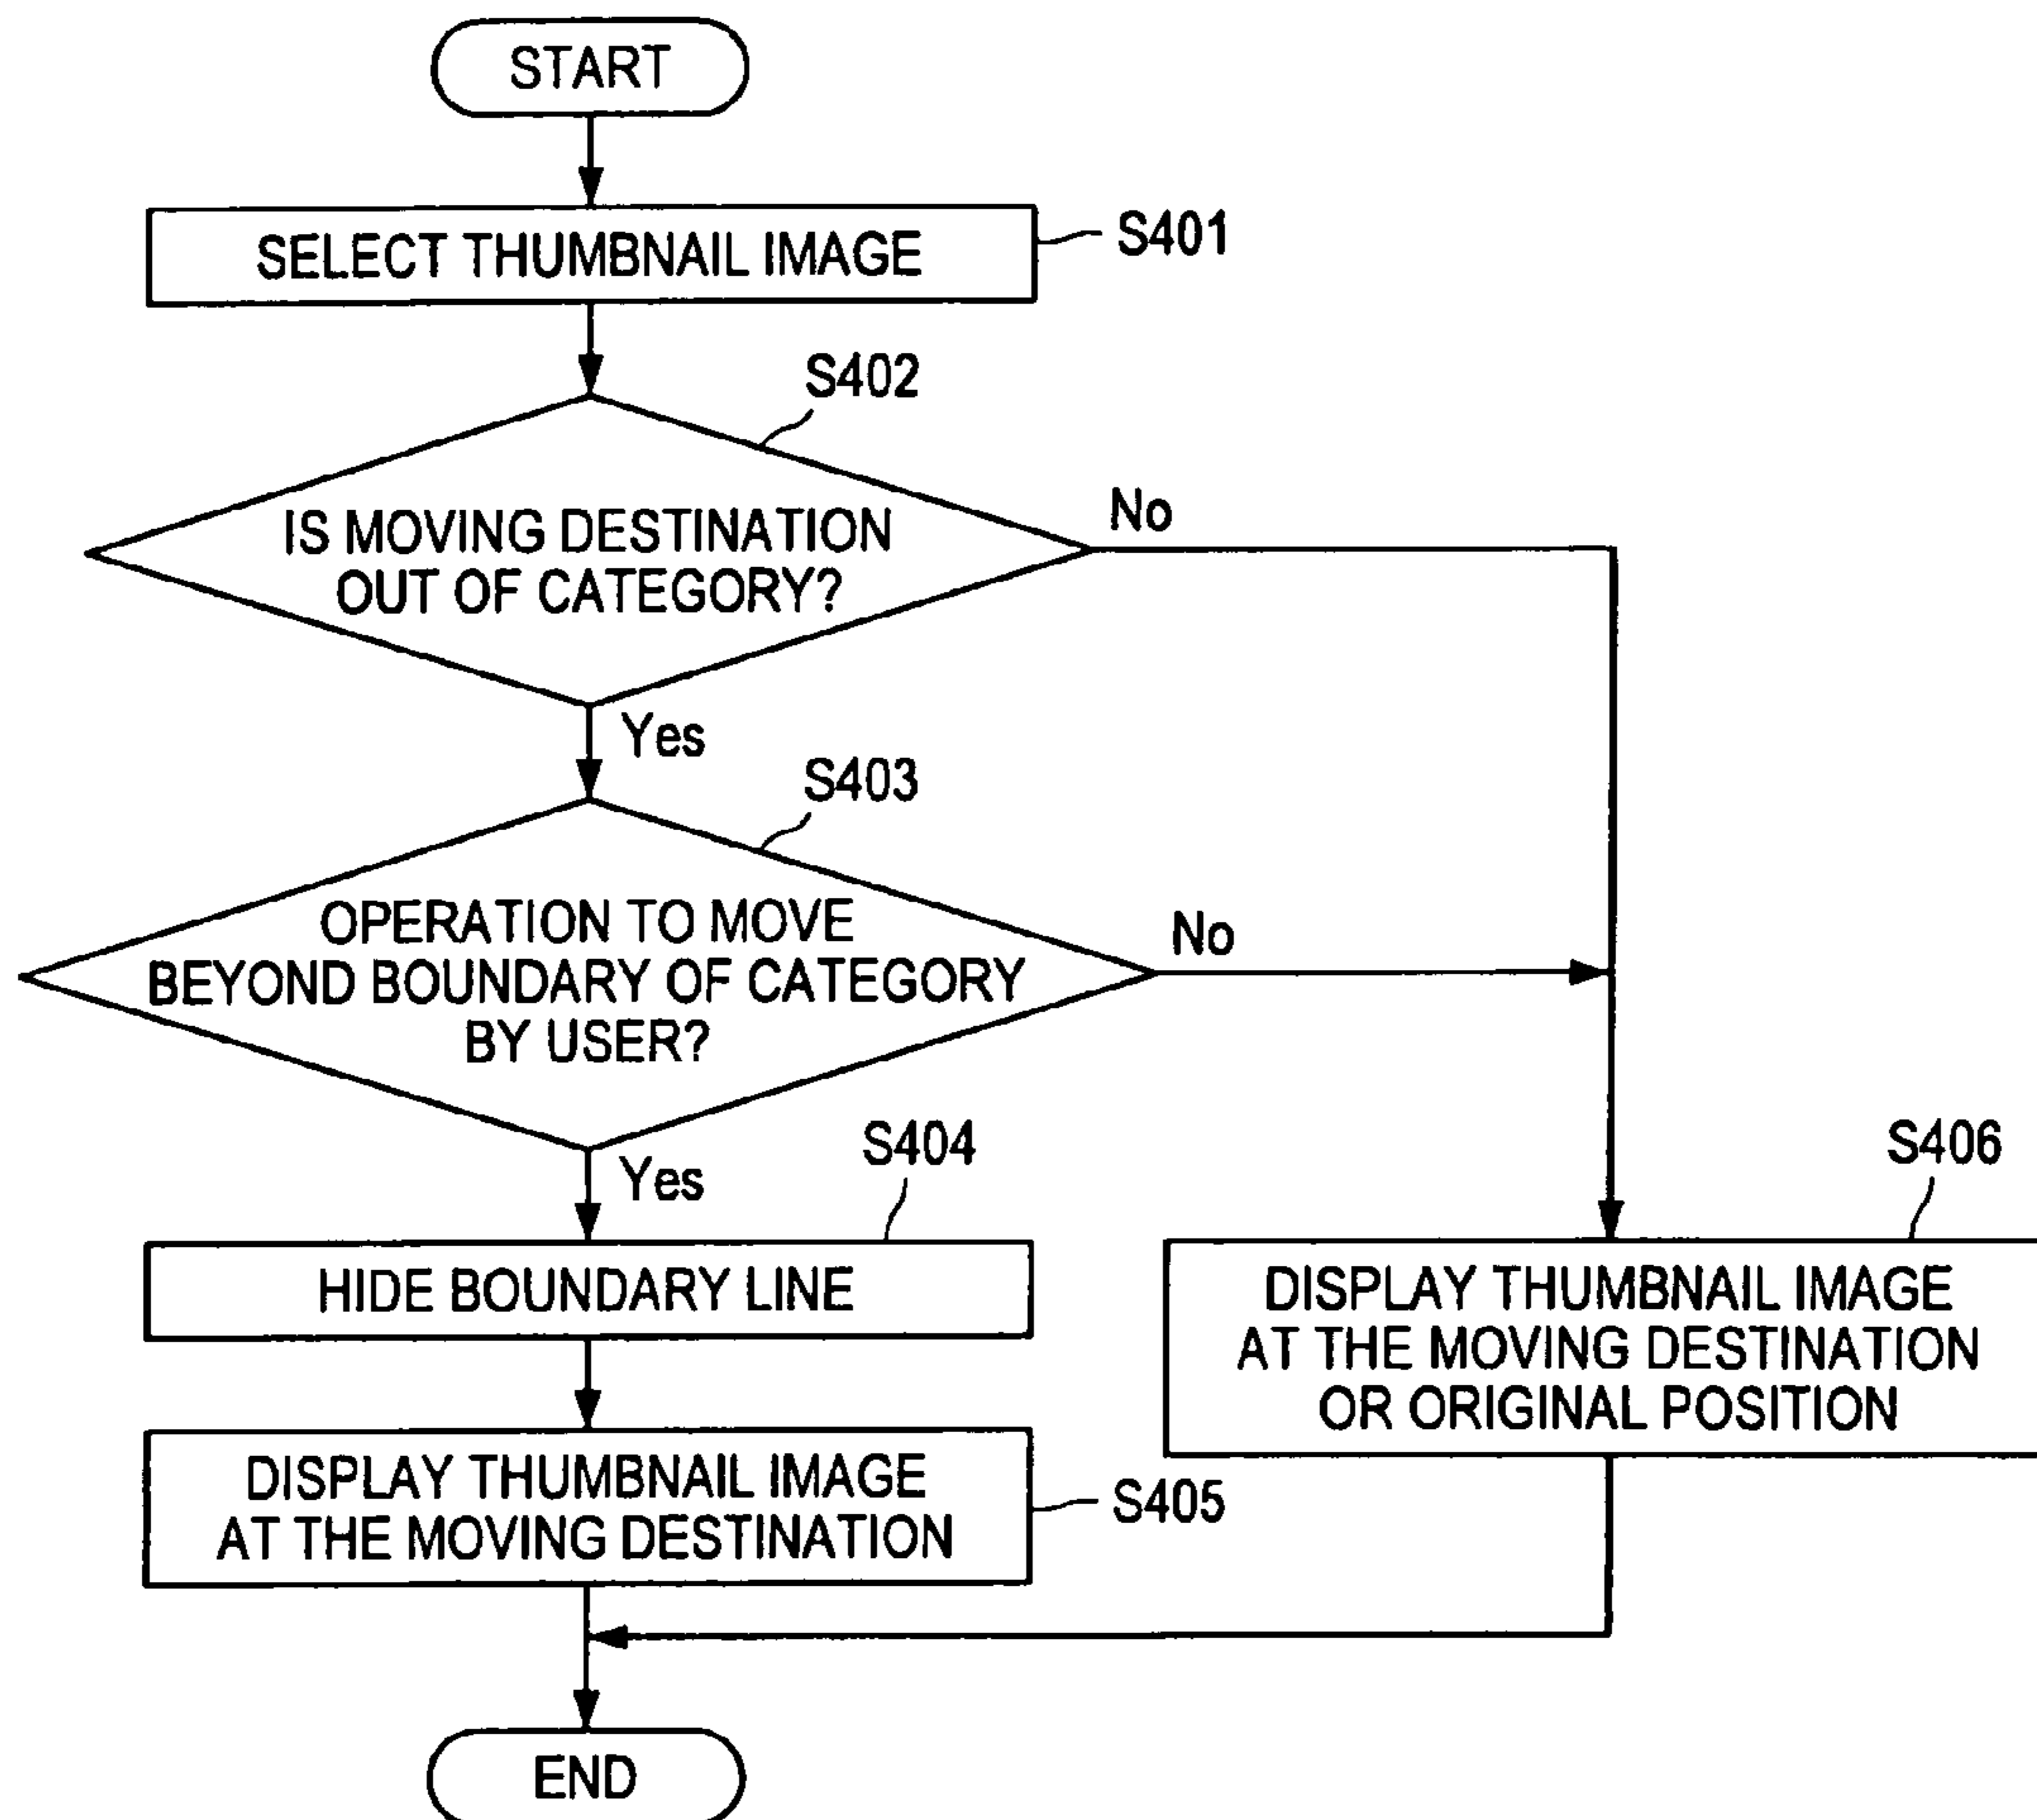 START
SELECT THUMBNAIL IMAGE
S401
S402
IS MOVING DESTINATION
OUT OF CATEGORY?
No
Yes
S403
OPERATION TO MOVE
BEYOND BOUNDARY OF CATEGORY
BY USER?
No
Yes
S404
HIDE BOUNDARY LINE
S406
DISPLAY THUMBNAIL IMAGE
AT THE MOVING DESTINATION
OR ORIGINAL POSITION
DISPLAY THUMBNAIL IMAGE
AT THE MOVING DESTINATION
S405
END